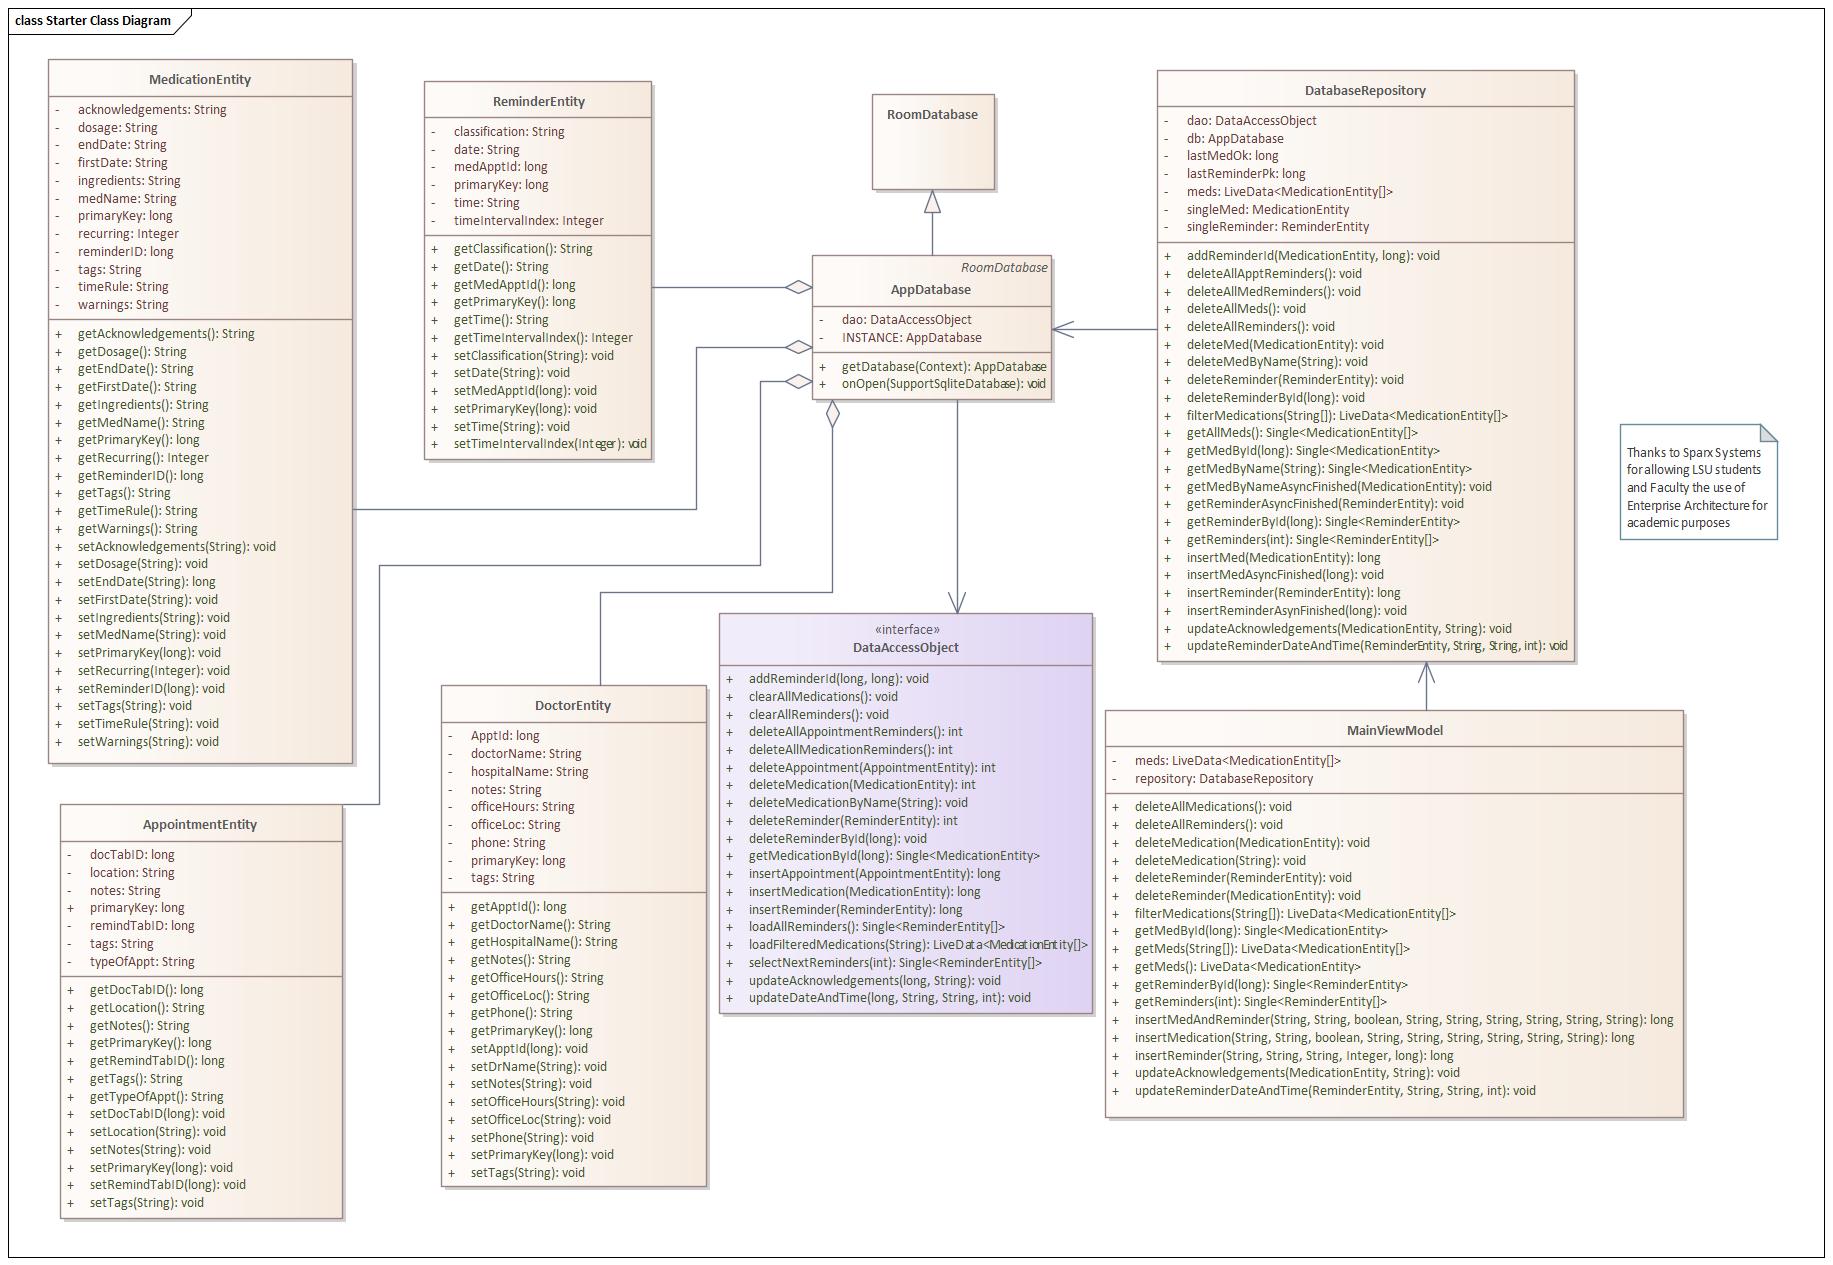 class Starter Class Diagram
MedicationEntity
- acknowledgements: String
- dosage: String
- endDate: String
- firstDate: String
- ingredients: String
- medName: String
- primaryKey: long
- recurring: Integer
- reminderID: long
- tags: String
- timeRule: String
- warnings: String
+ getAcknowledgements(): String
+ getDosage(): String
+ getEndDate(): String
+ getFirstDate(): String
+ getIngredients(): String
+ getMedName(): String
+ getPrimaryKey(): long
+ getRecurring(): Integer
+ getReminderID(): long
+ getTags(): String
+ getTimeRule(): String
+ getWarnings(): String
+ setAcknowledgements(String): void
+ setDosage(String): void
+ setEndDate(String): long
+ setFirstDate(String): void
+ setIngredients(String): void
+ setMedName(String): void
+ setPrimaryKey(long): void
+ setRecurring(Integer): void
+ setReminderID(long): void
+ setTags(String): void
+ setTimeRule(String): void
+ setWarnings(String): void
ReminderEntity
- classification: String
- date: String
- medApptId: long
- primaryKey: long
- time: String
- timeIntervalIndex: Integer
+ getClassification(): String
+ getDate(): String
+ getMedApptId(): long
+ getPrimaryKey(): long
+ getTime(): String
+ getTimeIntervalIndex(): Integer
+ setClassification(String): void
+ setDate(String): void
+ setMedApptId(long): void
+ setPrimaryKey(long): void
+ setTime(String): void
+ setTimeIntervalIndex(Integer): void
RoomDatabase
RoomDatabase
AppDatabase
- dao: DataAccessObject
- INSTANCE: AppDatabase
+ getDatabase(Context): AppDatabase
+ onOpen(SupportSqliteDatabase): void
DatabaseRepository
- dao: DataAccessObject
- db: AppDatabase
- lastMedOk: long
- lastReminderPk: long
- meds: LiveData<MedicationEntity[]>
- singleMed: MedicationEntity
- singleReminder: ReminderEntity
+ addReminderId(MedicationEntity, long): void
+ deleteAllApptReminders(): void
+ deleteAllMedReminders(): void
+ deleteAllMeds(): void
+ deleteAllReminders(): void
+ deleteMed(MedicationEntity): void
+ deleteMedByName(String): void
+ deleteReminder(ReminderEntity): void
+ deleteReminderById(long): void
+ filterMedications(String[]): LiveData<MedicationEntity[]>
+ getAllMeds(): Single<MedicationEntity[]>
+ getMedById(long): Single<MedicationEntity>
+ getMedByName(String): Single<MedicationEntity>
+ getMedByNameAsyncFinished(MedicationEntity): void
+ getReminderAsyncFinished(ReminderEntity): void
+ getReminderById(long): Single<ReminderEntity>
+ getReminders(int): Single<ReminderEntity[]>
+ insertMed(MedicationEntity): long
+ insertMedAsyncFinished(long): void
+ insertReminder(ReminderEntity): long
+ insertReminderAsynFinished(long): void
+ updateAcknowledgements(MedicationEntity, String): void
+ updateReminderDateAndTime(ReminderEntity, String, String, int): void
Thanks to Sparx Systems
for allowing LSU students
and Faculty the use of
Enterprise Architecture for
academic purposes
AppointmentEntity
- docTabID: long
- location: String
- notes: String
+ primaryKey: long
- remindTabID: long
- tags: String
- typeOfAppt: String
+ getDocTabID(): long
+ getLocation(): String
+ getNotes(): String
+ getPrimaryKey(): long
+ getRemindTabID(): long
+ getTags(): String
+ getTypeOfAppt(): String
+ setDocTabID(long): void
+ setLocation(String): void
+ setNotes(String): void
+ setPrimaryKey(long): void
+ setRemindTabID(long): void
+ setTags(String): void
DoctorEntity
- ApptId: long
- doctorName: String
- hospitalName: String
- notes: String
- officeHours: String
- officeLoc: String
- phone: String
- primaryKey: long
- tags: String
+ getApptId(): long
+ getDoctorName(): String
+ getHospitalName(): String
+ getNotes(): String
+ getOfficeHours(): String
+ getOfficeLoc(): String
+ getPhone(): String
+ getPrimaryKey(): long
+ setApptId(long): void
+ setDrName(String): void
+ setNotes(String): void
+ setOfficeHours(String): void
+ setOfficeLoc(String): void
+ setPhone(String): void
+ setPrimaryKey(long): void
+ setTags(String): void
«interface»
DataAccessObject
+ addReminderId(long, long): void
+ clearAllMedications(): void
+ clearAllReminders(): void
+ deleteAllAppointmentReminders(): int
+ deleteAllMedicationReminders(): int
+ deleteAppointment(AppointmentEntity): int
+ deleteMedication(MedicationEntity): int
+ deleteMedicationByName(String): void
+ deleteReminder(ReminderEntity): int
+ deleteReminderById(long): void
+ getMedicationById(long): Single<MedicationEntity>
+ insertAppointment(AppointmentEntity): long
+ insertMedication(MedicationEntity): long
+ insertReminder(ReminderEntity): long
+ loadAllReminders(): Single<ReminderEntity[]>
+ loadFilteredMedications(String): LiveData<MedicationEntity[]>
+ selectNextReminders(int): Single<ReminderEntity[]>
+ updateAcknowledgements(long, String): void
+ updateDateAndTime(long, String, String, int): void
MainViewModel
- meds: LiveData<MedicationEntity[]>
- repository: DatabaseRepository
+ deleteAllMedications(): void
+ deleteAllReminders(): void
+ deleteMedication(MedicationEntity): void
+ deleteMedication(String): void
+ deleteReminder(ReminderEntity): void
+ deleteReminder(MedicationEntity): void
+ filterMedications(String[]): LiveData<MedicationEntity[]>
+ getMedById(long): Single<MedicationEntity>
+ getMeds(String[]): LiveData<MedicationEntity[]>
+ getMeds(): LiveData<MedicationEntity>
+ getReminderById(long): Single<ReminderEntity>
+ getReminders(int): Single<ReminderEntity[]>
+ insertMedAndReminder(String, String, boolean, String, String, String, String, String, String): long
+ insertMedication(String, String, boolean, String, String, String, String, String, String): long
+ insertReminder(String, String, String, Integer, long): long
+ updateAcknowledgements(MedicationEntity, String): void
+ updateReminderDateAndTime(ReminderEntity, String, String, int): void